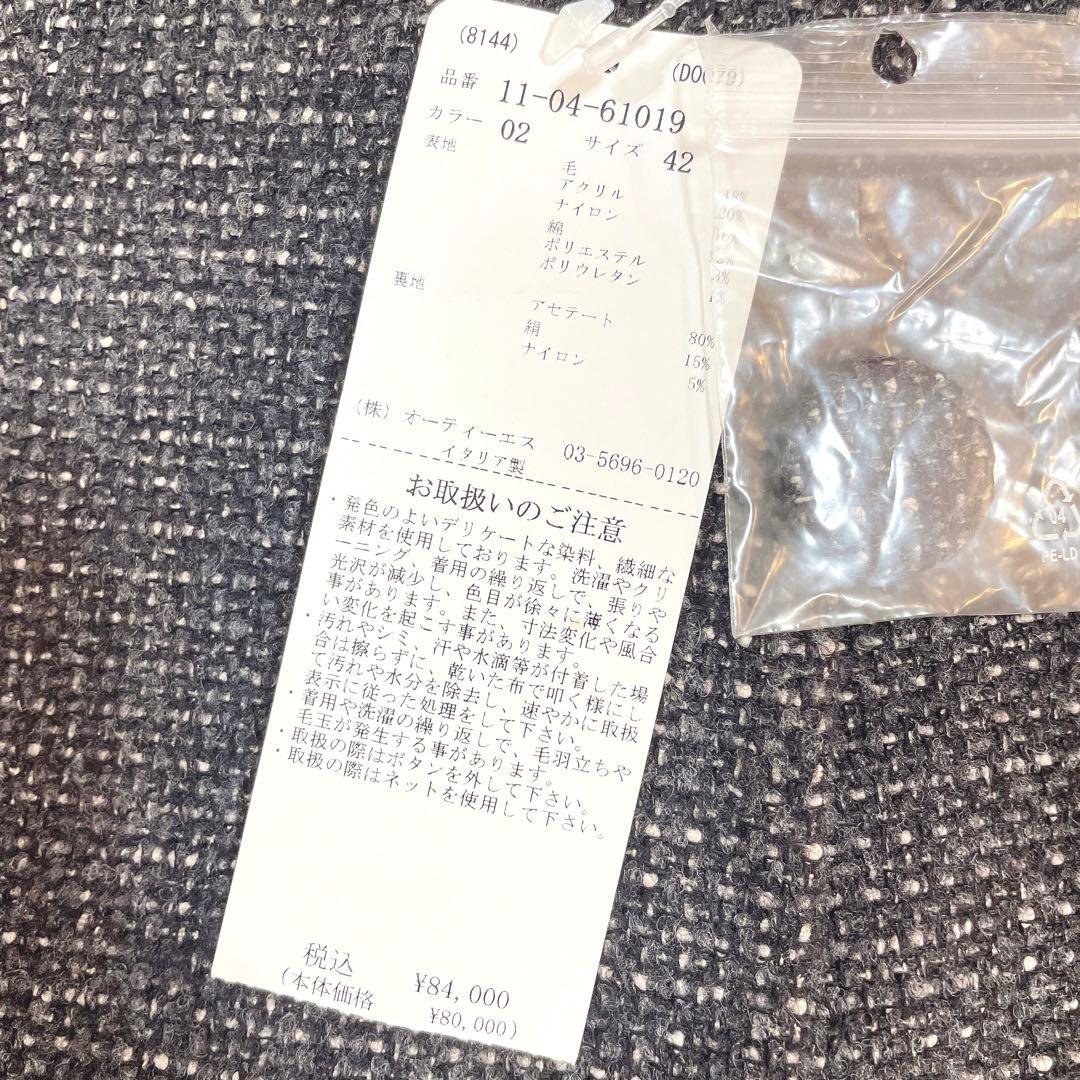 (8144)
品番 11-04-61019
カラー 02 サイズ 42
表地 毛
アクリル 20%
ナイロン
綿
ポリエステル
ポリウレタン 1%
裏地
アセテート 80%
絹 15%
ナイロン 5%
(株) オーティーエス 03-5696-0120
イタリア製
お取扱いのご注意
・発色のよいデリケートな染料、繊細な
素材を使用しております。洗濯やクリ
ーニング、着用の繰り返しで、張りや
光沢が減少し、色目が徐々に薄くなる
事があります。また、寸法変化や風合
い変化を起こす事があります。
・汚れやシミ、汗や水滴等が付着した場
合は擦らずに、乾いた布で叩く様にし
て汚れや水分を除去し、速やかに取扱
表示に従った処理をして下さい。
・着用や洗濯の繰り返しで、毛羽立ちや
毛玉が発生する事があります。
・取扱の際はボタンを外して下さい。
・取扱の際はネットを使用して下さい。
税込 ¥84,000
(本体価格 ¥80,000)
4
PE-LD